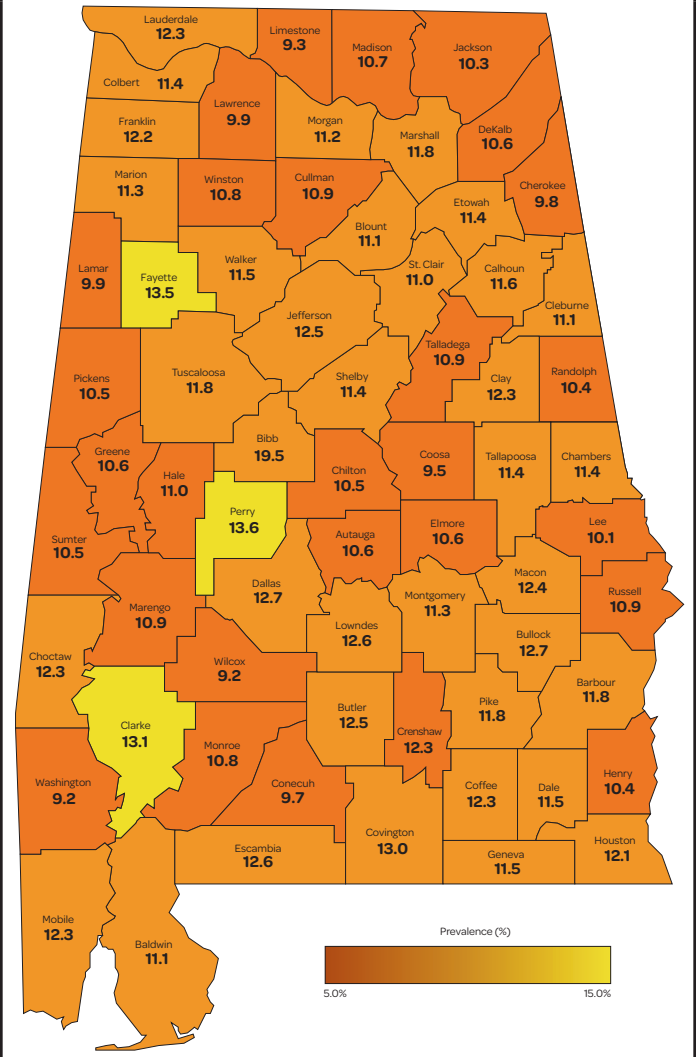 Lauderdale
12.3
Limestone
9.3
Madison
10.7
Jackson
10.3
Colbert 11.4
Lawrence
9.9
Franklin
12.2
Morgan
11.2
Marshall
11.8
DeKalb
10.6
Marion
11.3
Winston
10.8
Cullman
10.9
Cherokee
9.8
Etowah
11.4
Blount
11.1
Lamar
9.9
Fayette
13.5
Walker
11.5
St. Clair
11.0
Calhoun
11.6
Cleburne
11.1
Jefferson
12.5
Talladega
10.9
Pickens
10.5
Tuscaloosa
11.8
Shelby
11.4
Clay
12.3
Randolph
10.4
Greene
10.6
Hale
11.0
Bibb
19.5
Chilton
10.5
Coosa
9.5
Tallapoosa
11.4
Chambers
11.4
Perry
13.6
Sumter
10.5
Autauga
10.6
Elmore
10.6
Lee
10.1
Marengo
10.9
Dallas
12.7
Montgomery
11.3
Macon
12.4
Russell
10.9
Lowndes
12.6
Bullock
12.7
Choctaw
12.3
Wilcox
9.2
Barbour
11.8
Clarke
13.1
Butler
12.5
Pike
11.8
Crenshaw
12.3
Monroe
10.8
Washington
9.2
Conecuh
9.7
Coffee
12.3
Dale
11.5
Henry
10.4
Covington
13.0
Escambia
12.6
Geneva
11.5
Houston
12.1
Mobile
12.3
Baldwin
11.1
Prevalence (%)
5.0% 15.0%